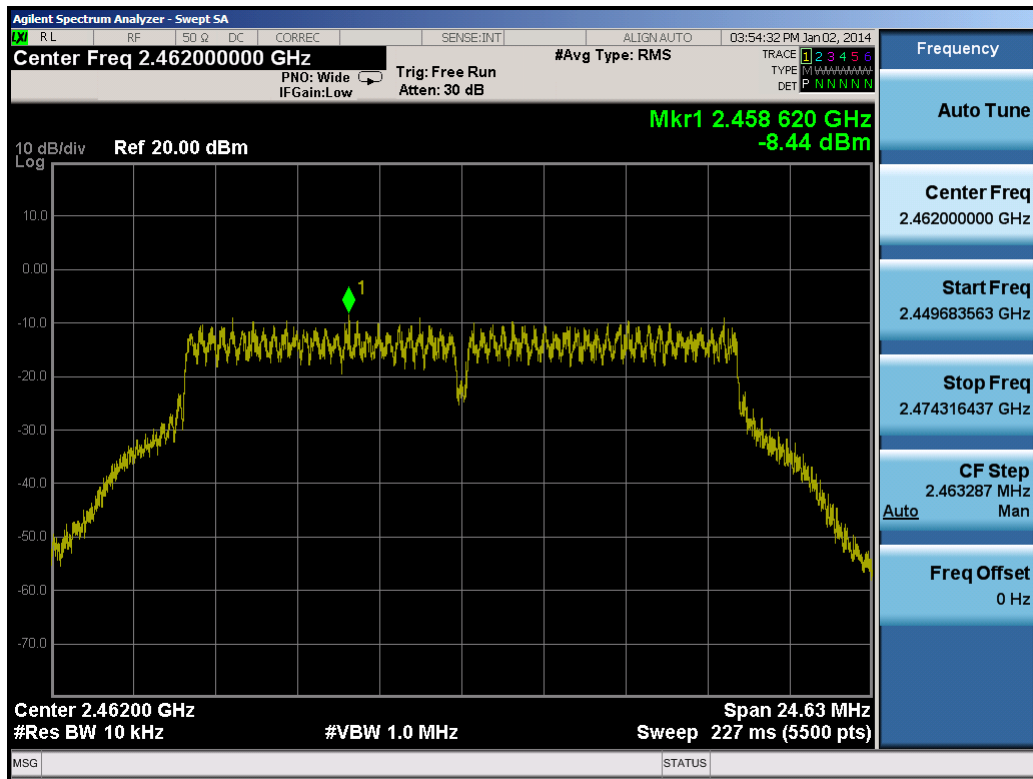 Agilent Spectrum Analyzer - Swept SA
LXI RL RF 50 Ω DC CORREC SENSE:INT ALIGNAUTO 03:54:32 PM Jan 02, 2014
Center Freq 2.462000000 GHz
PNO: Wide
IFGain:Low
Trig: Free Run
Atten: 30 dB
#Avg Type: RMS
TRACE 1 2 3 4 5 6
TYPE M WWWWW
DET P N N N N N
Mkr1 2.458 620 GHz
-8.44 dBm
10 dB/div Ref 20.00 dBm
Log
10.0
0.00
-10.0
-20.0
-30.0
-40.0
-50.0
-60.0
-70.0
1
Center 2.46200 GHz Span 24.63 MHz
#Res BW 10 kHz #VBW 1.0 MHz Sweep 227 ms (5500 pts)
MSG STATUS
Frequency
Auto Tune
Center Freq
2.462000000 GHz
Start Freq
2.449683563 GHz
Stop Freq
2.474316437 GHz
CF Step
2.463287 MHz
Auto Man
Freq Offset
0 Hz